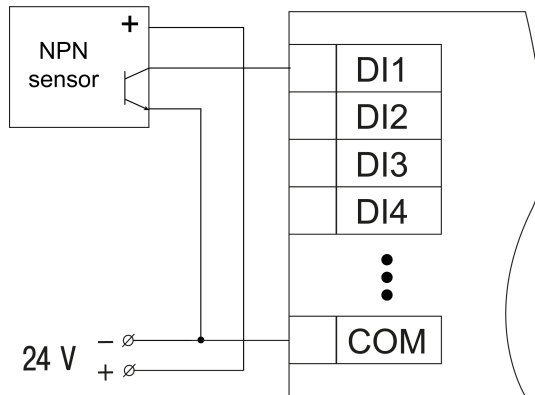 +
NPN
sensor
DI1
DI2
DI3
DI4
COM
24 V
−
+